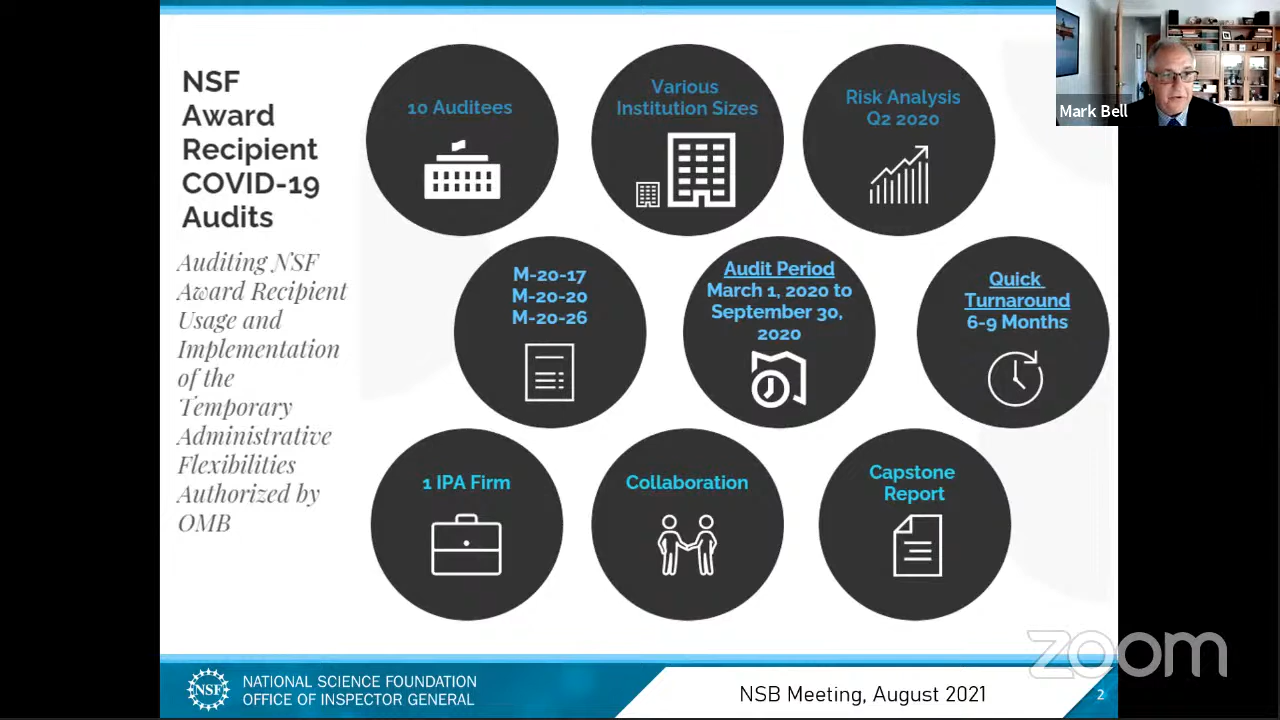 NSF
Award
Recipient
COVID-19
Audits
Auditing NSF
Award Recipient
Usage and
Implementation
of the
Temporary
Administrative
Flexibilities
Authorized by
OMB
10 Auditees
Various
Institution Sizes
Risk Analysis
Q2 2020
M-20-17
M-20-20
M-20-26
Audit Period
March 1, 2020 to
September 30,
2020
Quick
Turnaround
6-9 Months
1 IPA Firm
Collaboration
Capstone
Report
Mark Bell
zoom
NSF
NATIONAL SCIENCE FOUNDATION
OFFICE OF INSPECTOR GENERAL
NSB Meeting, August 2021
2